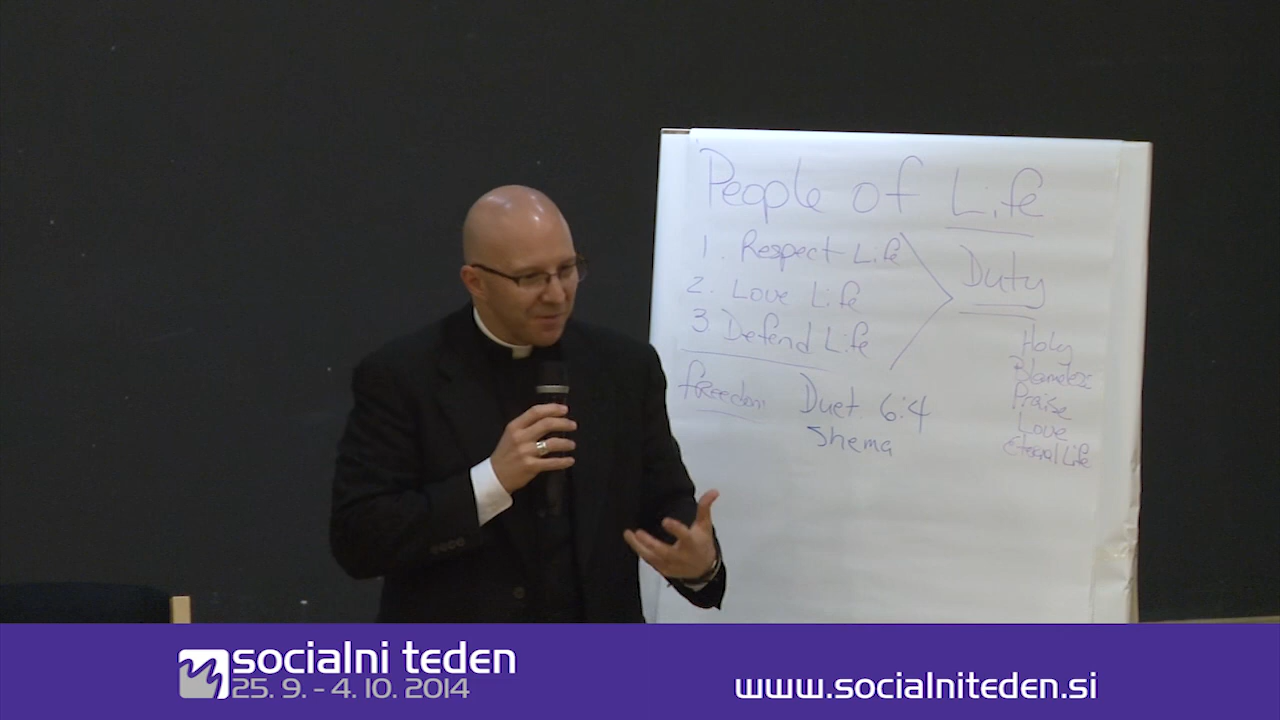 People of Life
1. Respect Life
2. Love Life
3. Defend Life
Duty
freedom
Duet 6:4
Shema
Holy
Praise
Love
Eternal Life
socialni teden
25. 9. - 4. 10. 2014
www.socialniteden.si